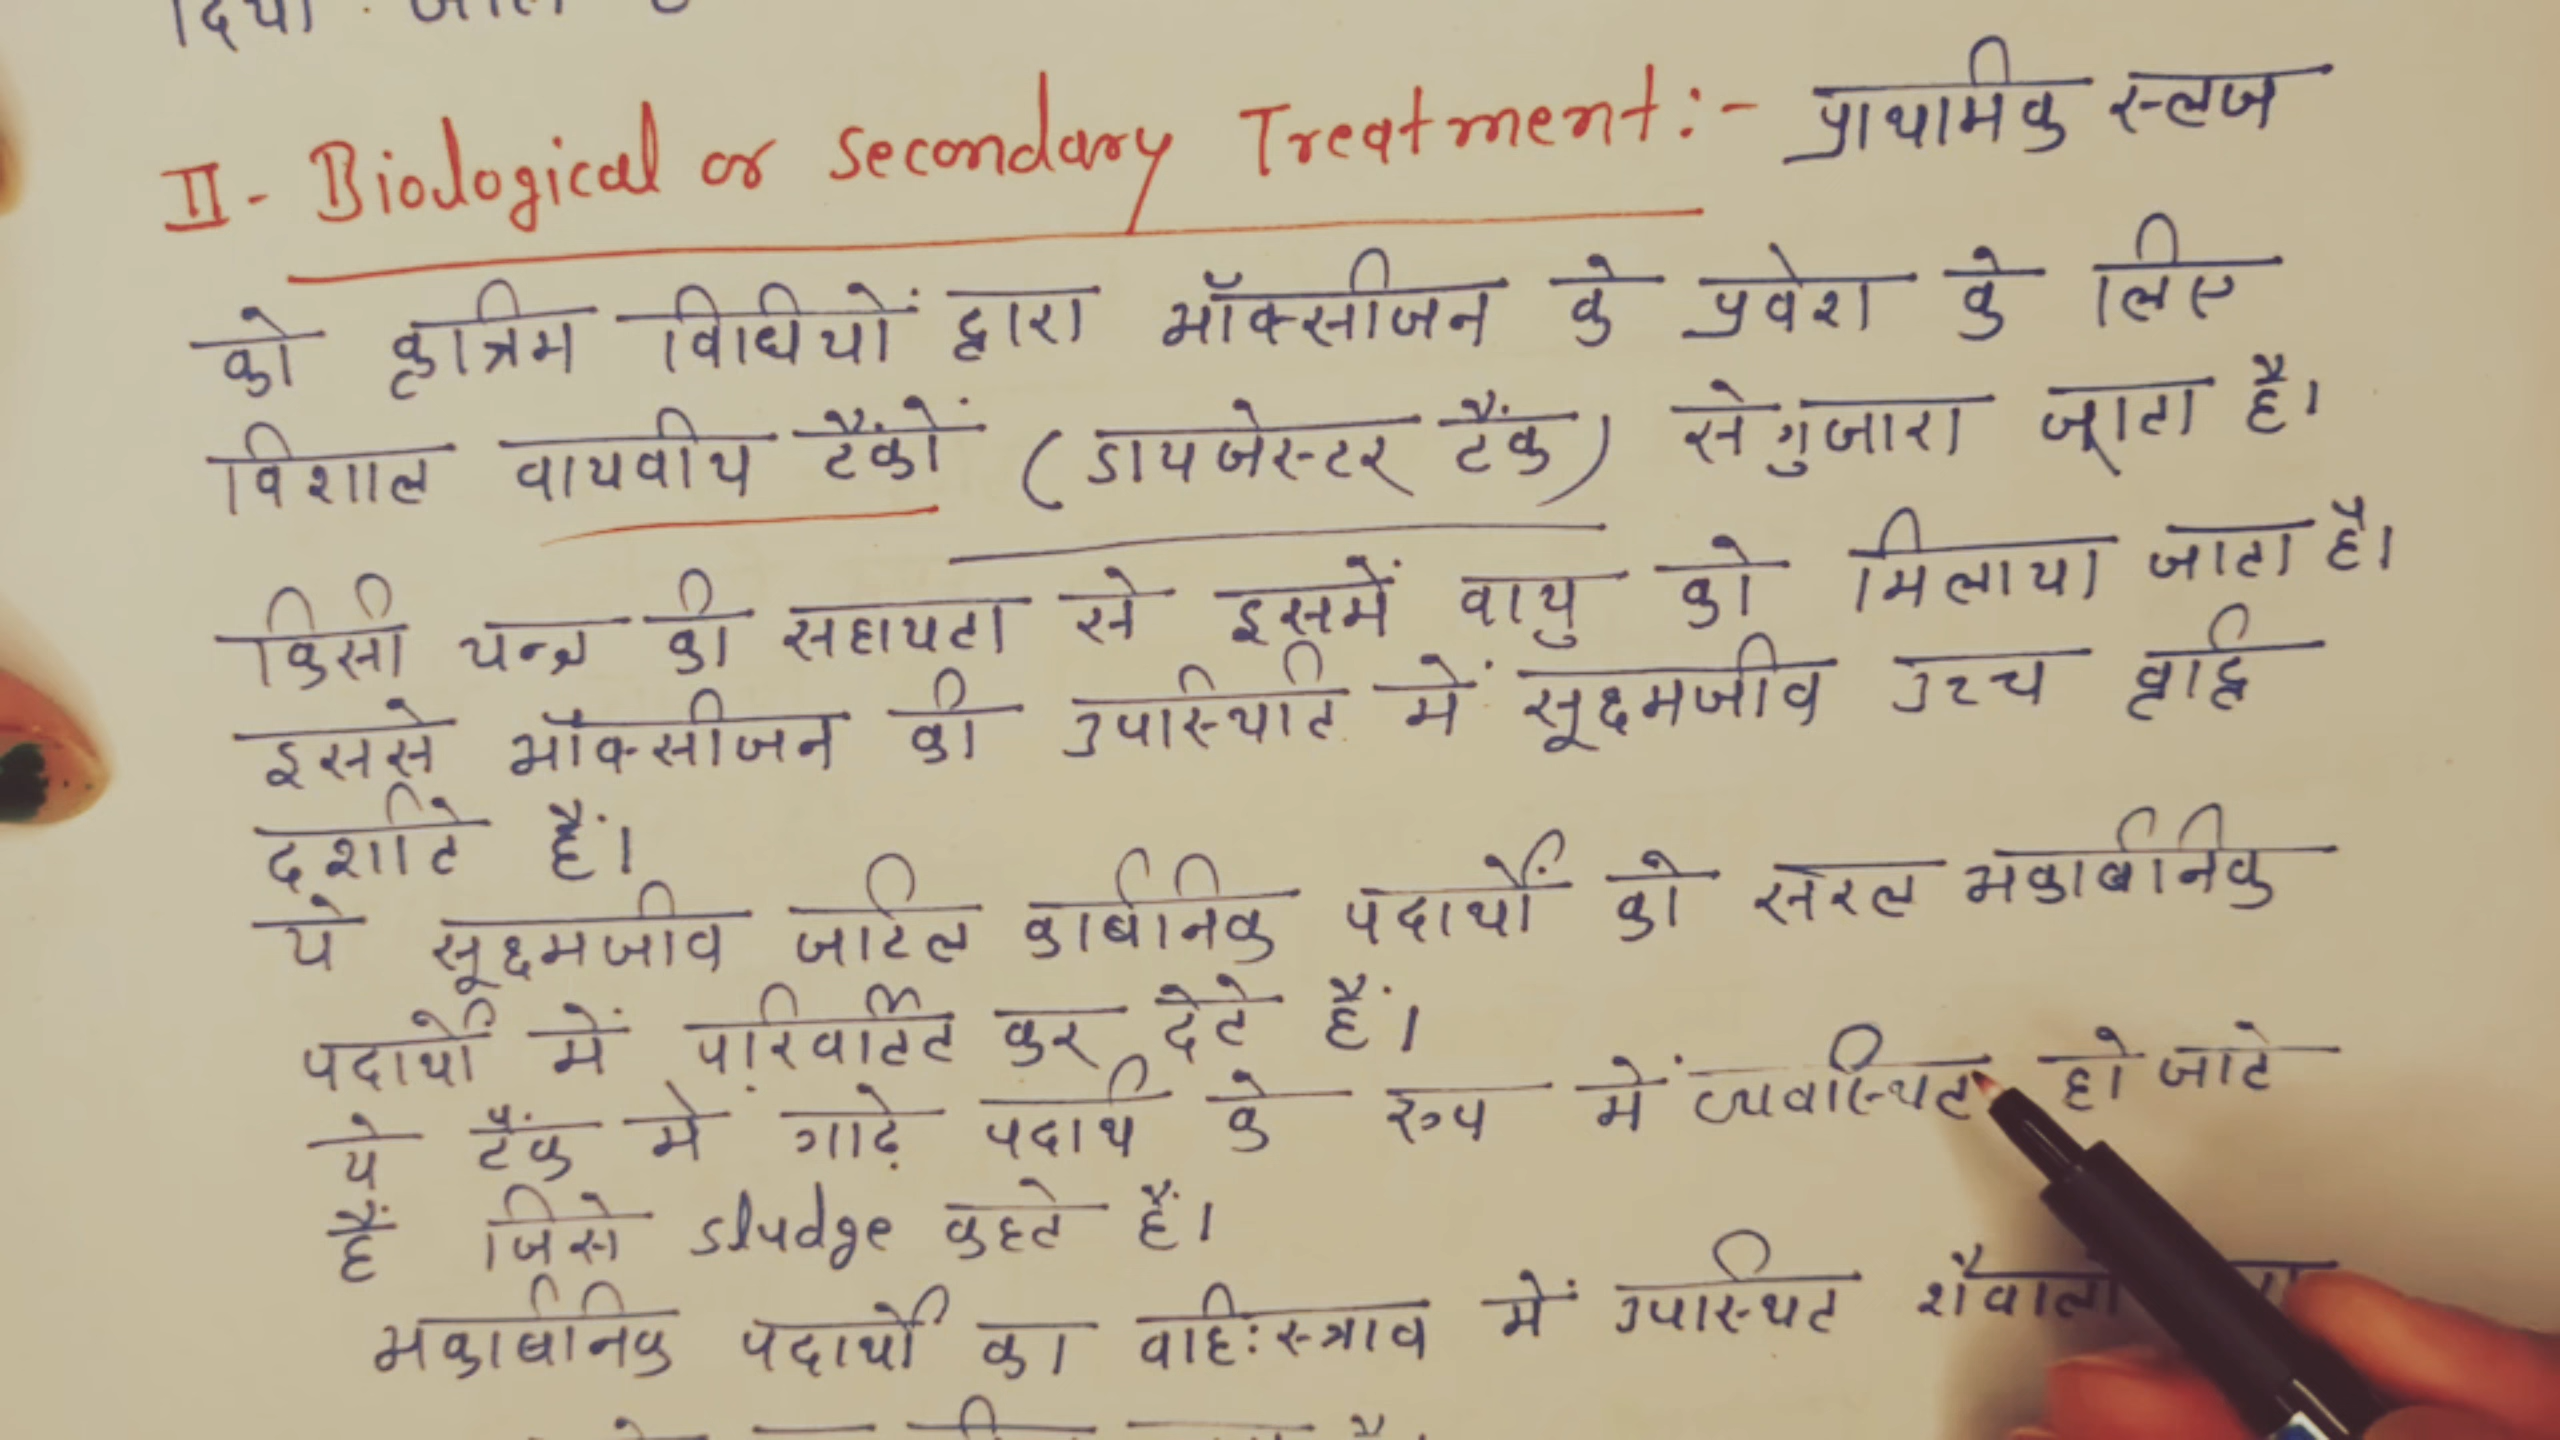 II- Biological or Secondary Treatment:- प्राथमिक स्लज
को कृत्रिम विधियों द्वारा ऑक्सीजन के प्रवेश के लिए
विशाल वायवीय टैंकों (डायजेस्टर टैंक) से गुजारा जाता है।
किसी यन्त्र की सहायता से इसमें वायु को मिलाया जाता है।
इससे ऑक्सीजन की उपस्थिति में सूक्ष्मजीव उच्च वृद्धि
दर्शाते हैं।
ये सूक्ष्मजीव जटिल कार्बनिक पदार्थों को सरल अकार्बनिक
पदार्थों में परिवर्तित कर देते हैं।
ये टैंक में गाढ़े पदार्थ के रूप में व्यवस्थित हो जाते
हैं जिसे sludge कहते हैं।
अकार्बनिक पदार्थों का वहिःस्त्राव में उपस्थित